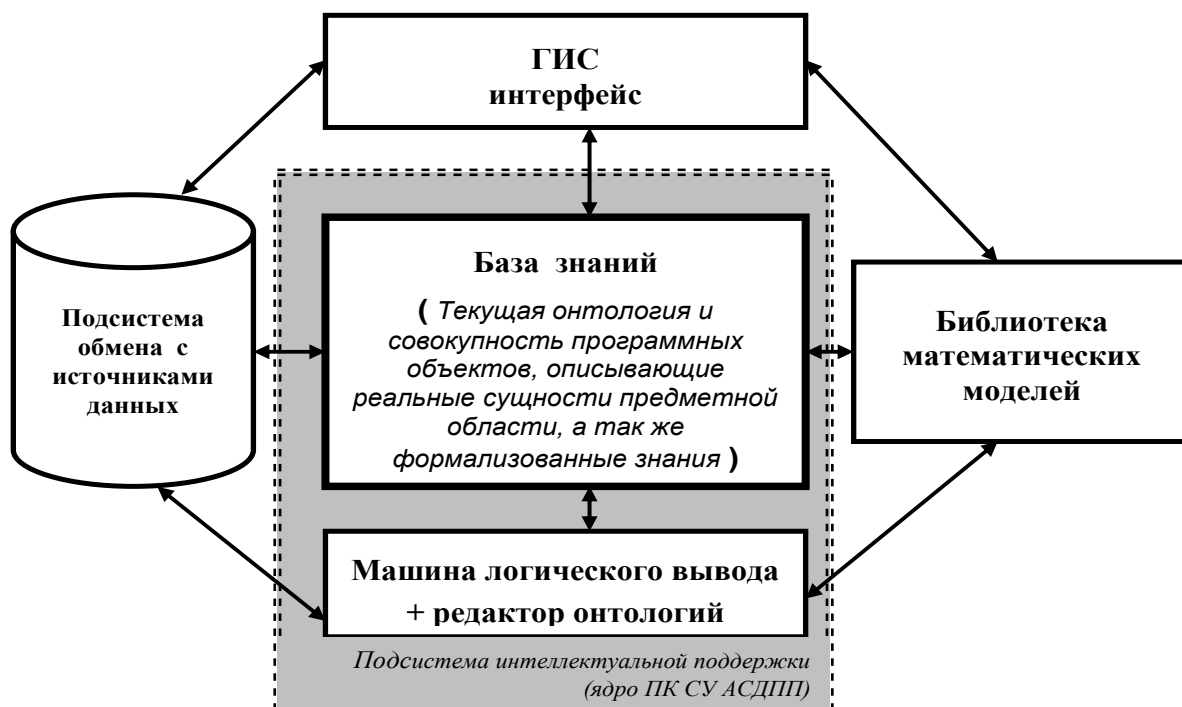 ГИС
интерфейс
Подсистема
обмена с
источниками
данных
База знаний
( Текущая онтология и
совокупность программных
объектов, описывающие
реальные сущности предметной
области, а так же
формализованные знания )
Библиотека
математических
моделей
Машина логического вывода
+ редактор онтологий
Подсистема интеллектуальной поддержки
(ядро ПК СУ АСДПП)